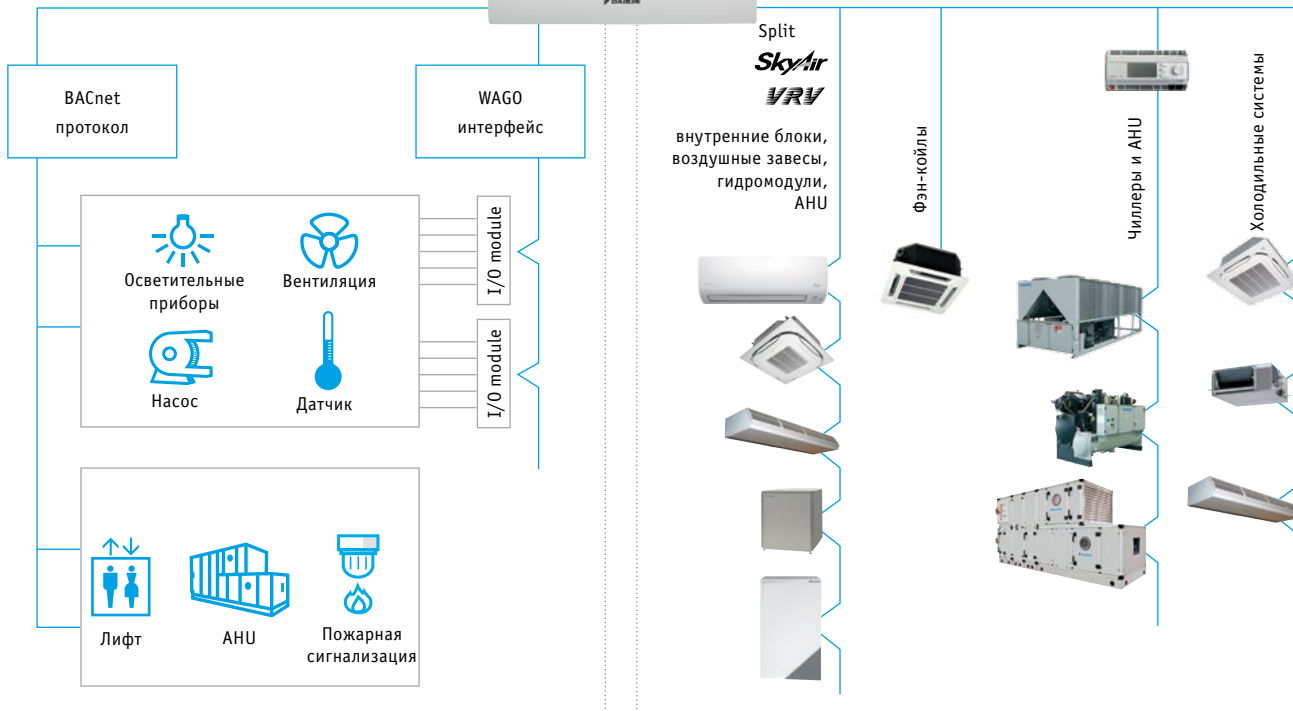 DAIKIN
BACnet
протокол
WAGO
интерфейс
Осветительные
приборы
Вентиляция
Насос
Датчик
I/O module
I/O module
Лифт
AHU
Пожарная
сигнализация
Split
SkyAir
VRV
внутренние блоки,
воздушные завесы,
гидромодули,
AHU
фэн-койлы
Чиллеры и AHU
Холодильные системы